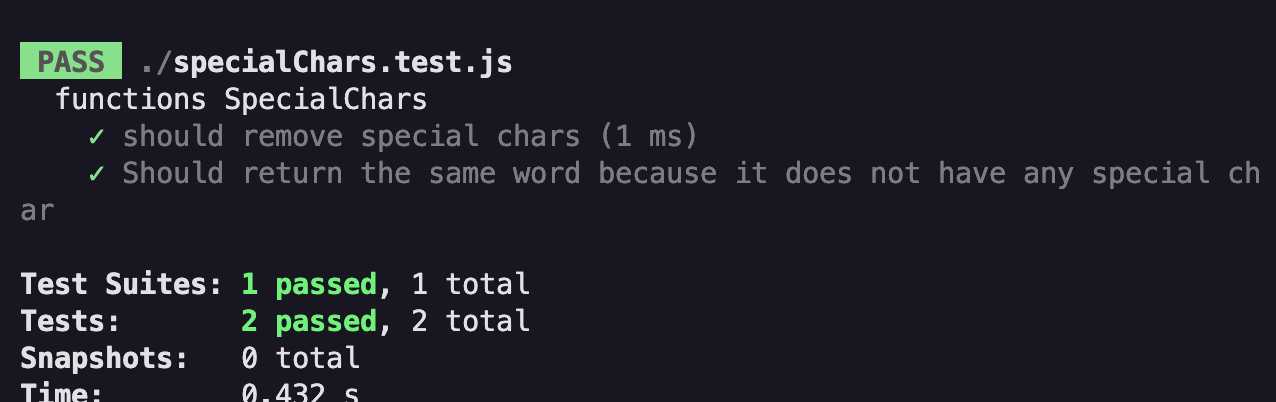 PASS ./specialChars.test.js
functions SpecialChars
✓ should remove special chars (1 ms)
✓ Should return the same word because it does not have any special ch
ar
Test Suites: 1 passed, 1 total
Tests: 2 passed, 2 total
Snapshots: 0 total
Time: 0.432 s